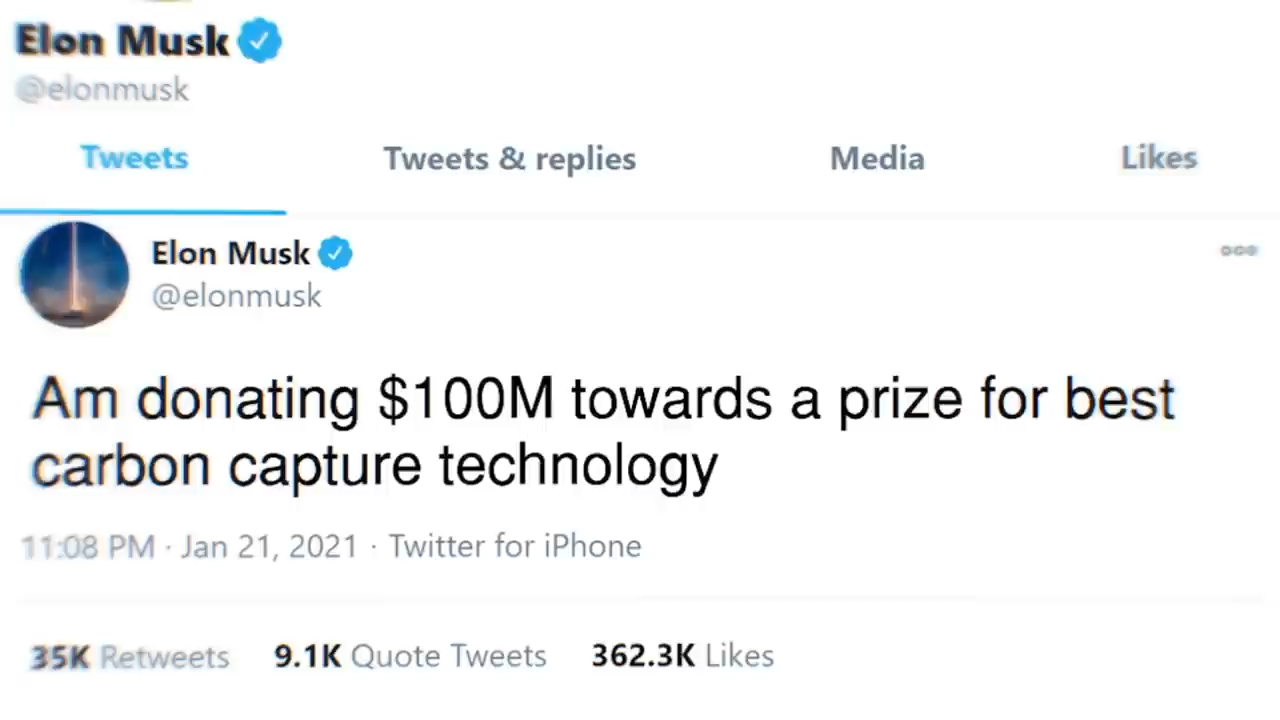 Elon Musk
@elonmusk
Tweets Tweets & replies Media Likes
Elon Musk
@elonmusk
Am donating $100M towards a prize for best
carbon capture technology
11:08 PM · Jan 21, 2021 · Twitter for iPhone
35K Retweets 9.1K Quote Tweets 362.3K Likes